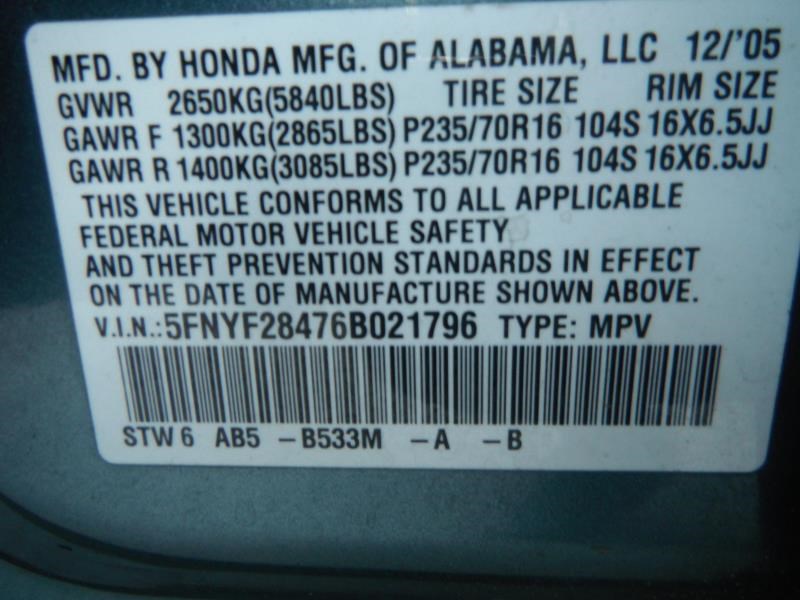 MFD. BY HONDA MFG. OF ALABAMA, LLC 12/'05
GVWR 2650KG(5840LBS) TIRE SIZE RIM SIZE
GAWR F 1300KG(2865LBS) P235/70R16 104S 16X6.5JJ
GAWR R 1400KG(3085LBS) P235/70R16 104S 16X6.5JJ
THIS VEHICLE CONFORMS TO ALL APPLICABLE
FEDERAL MOTOR VEHICLE SAFETY
AND THEFT PREVENTION STANDARDS IN EFFECT
ON THE DATE OF MANUFACTURE SHOWN ABOVE.
V.I.N.:5FNYF28476B021796 TYPE: MPV
STW 6 AB5 -B533M -A -B